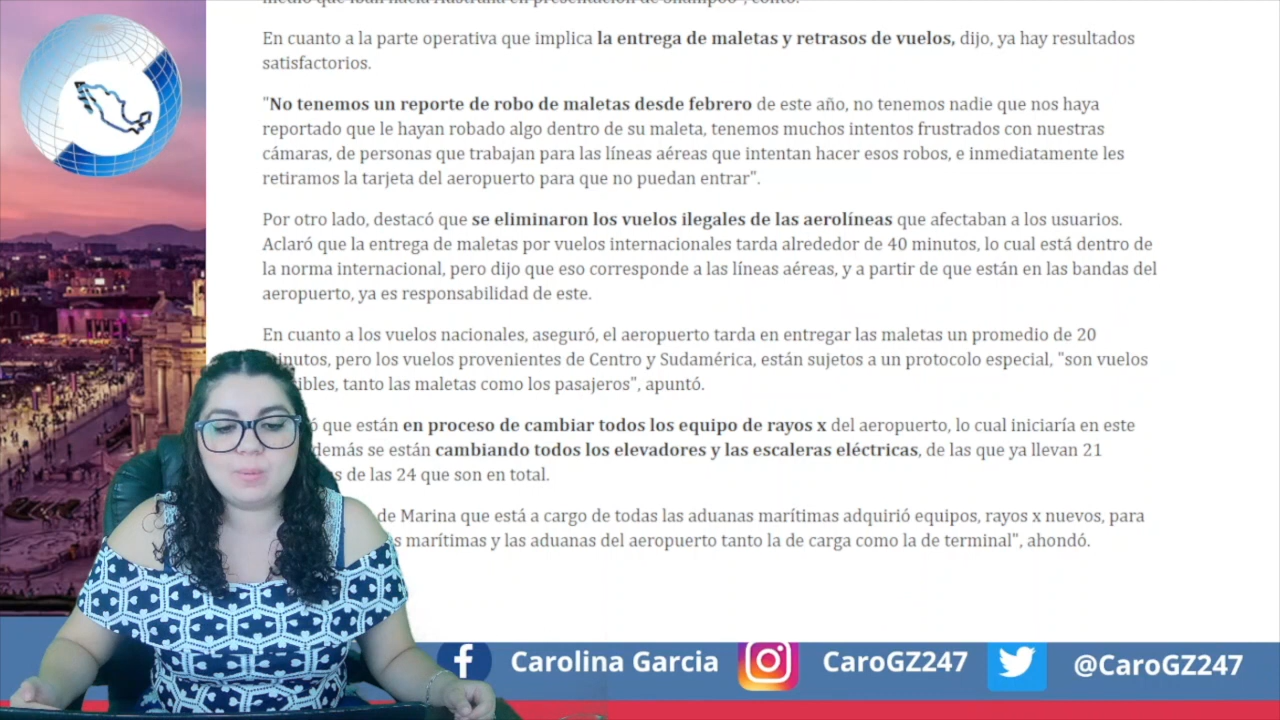 En cuanto a la parte operativa que implica la entrega de maletas y retrasos de vuelos, dijo, ya hay resultados
satisfactorios.
"No tenemos un reporte de robo de maletas desde febrero de este año, no tenemos nadie que nos haya
reportado que le hayan robado algo dentro de su maleta, tenemos muchos intentos frustrados con nuestras
cámaras, de personas que trabajan para las líneas aéreas que intentan hacer esos robos, e inmediatamente les
retiramos la tarjeta del aeropuerto para que no puedan entrar".
Por otro lado, destacó que se eliminaron los vuelos ilegales de las aerolíneas que afectaban a los usuarios.
Aclaró que la entrega de maletas por vuelos internacionales tarda alrededor de 40 minutos, lo cual está dentro de
la norma internacional, pero dijo que eso corresponde a las líneas aéreas, y a partir de que están en las bandas del
aeropuerto, ya es responsabilidad de este.
En cuanto a los vuelos nacionales, aseguró, el aeropuerto tarda en entregar las maletas un promedio de 20
pero los vuelos provenientes de Centro y Sudamérica, están sujetos a un protocolo especial, "son vuelos
tanto las maletas como los pasajeros", apuntó.
que están en proceso de cambiar todos los equipo de rayos x del aeropuerto, lo cual iniciaría en este
se están cambiando todos los elevadores y las escaleras eléctricas, de las que ya llevan 21
de las 24 que son en total.
de Marina que está a cargo de todas las aduanas marítimas adquirió equipos, rayos x nuevos, para
marítimas y las aduanas del aeropuerto tanto la de carga como la de terminal", ahondó.
Carolina Garcia CaroGZ247 @CaroGZ247